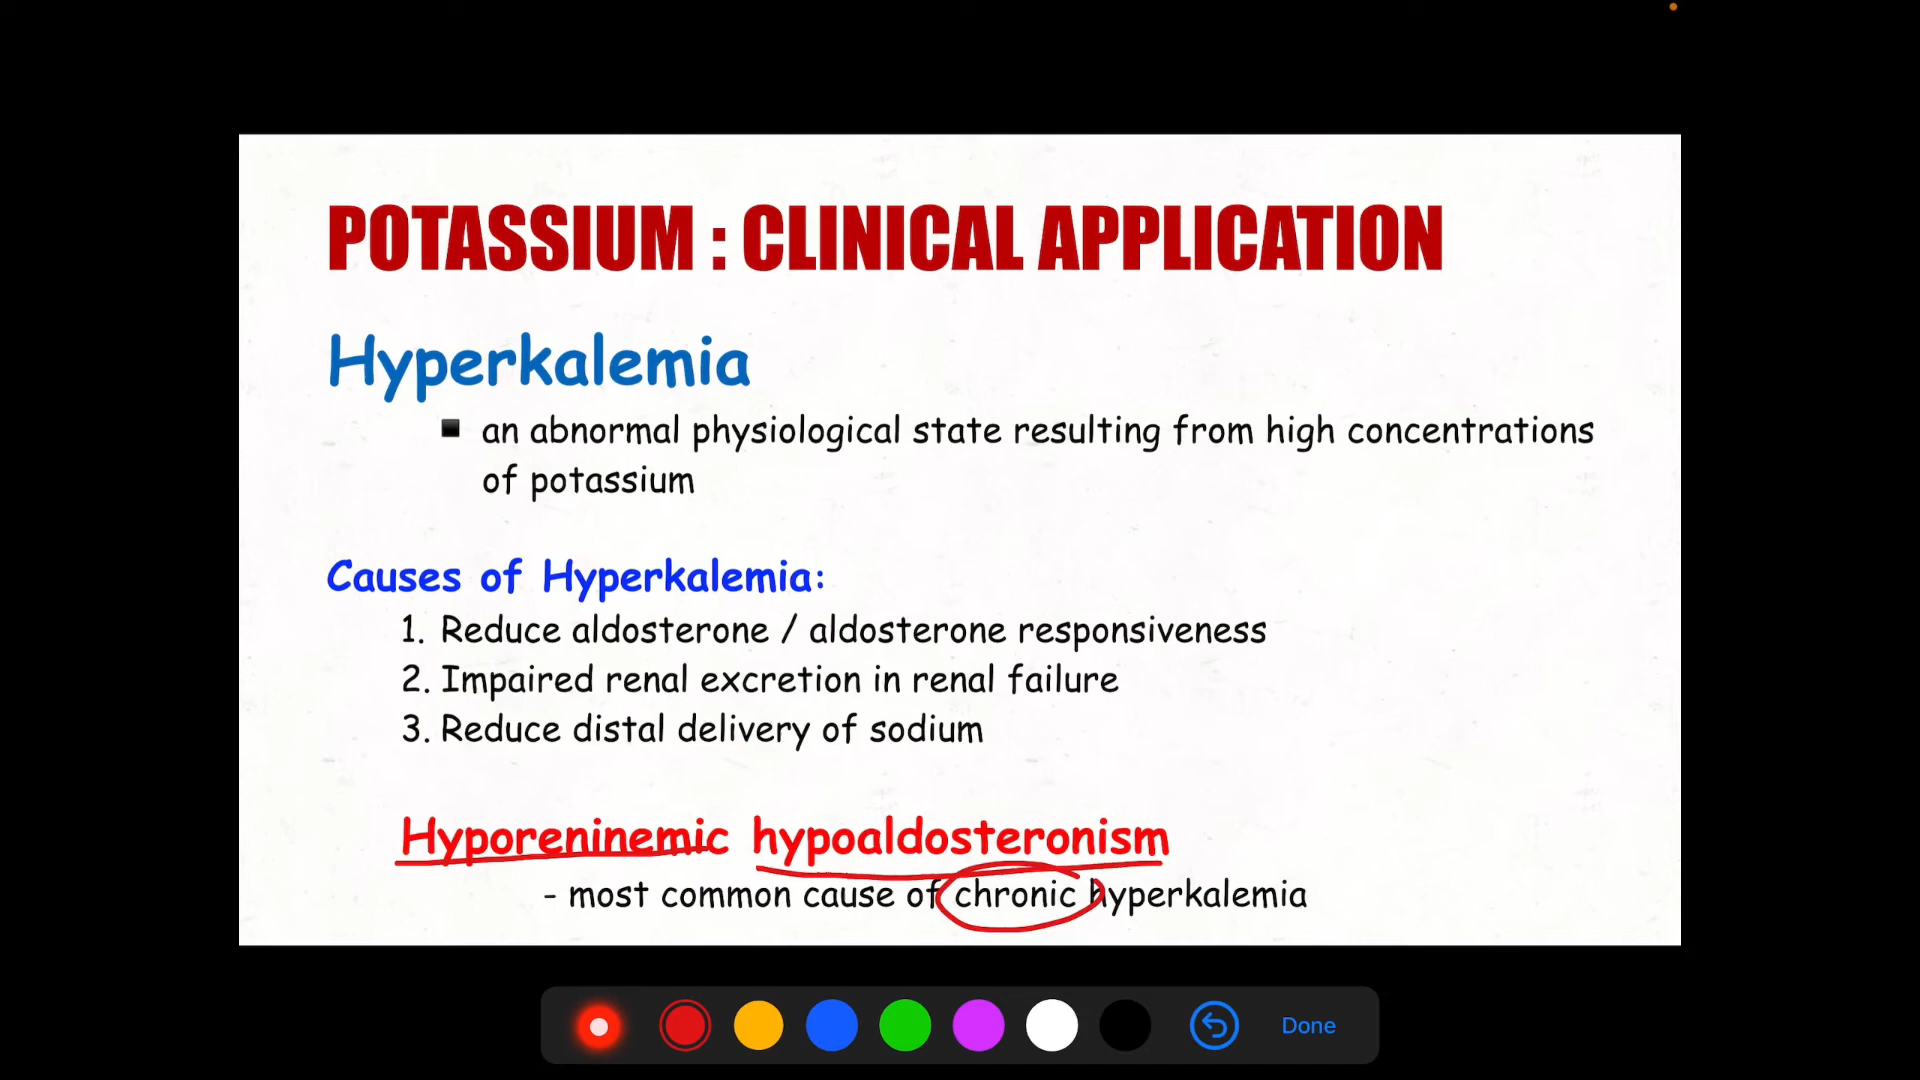 POTASSIUM : CLINICAL APPLICATION
Hyperkalemia
▪ an abnormal physiological state resulting from high concentrations
of potassium
Causes of Hyperkalemia:
1. Reduce aldosterone / aldosterone responsiveness
2. Impaired renal excretion in renal failure
3. Reduce distal delivery of sodium
Hyporeninemic hypoaldosteronism
- most common cause of chronic hyperkalemia
Done